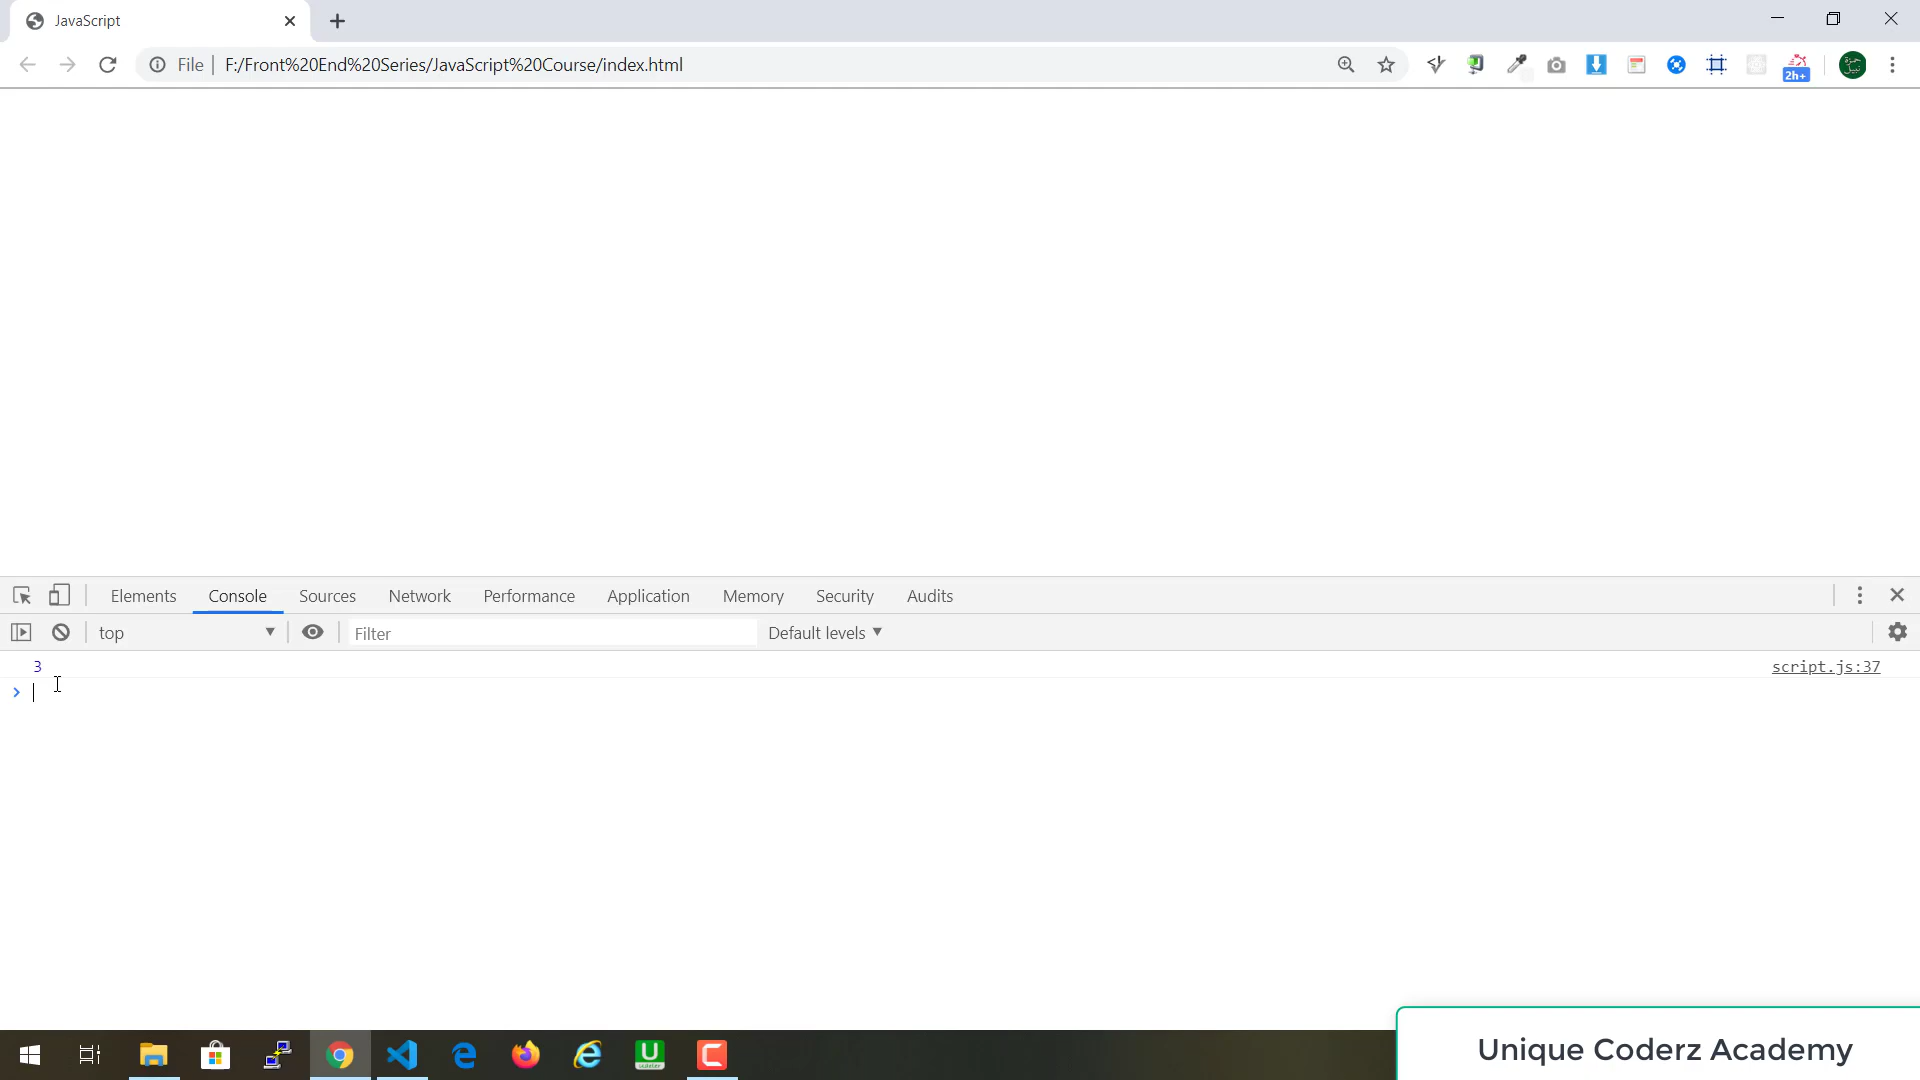 JavaScript
File
F:/Front%20End%20Series/JavaScript%20Course/index.html
2h+
Elements
Console
Sources
Network
Performance
Application
Memory
Security
Audits
top
Filter
Default levels
3
script.js:37
Unique Coderz Academy